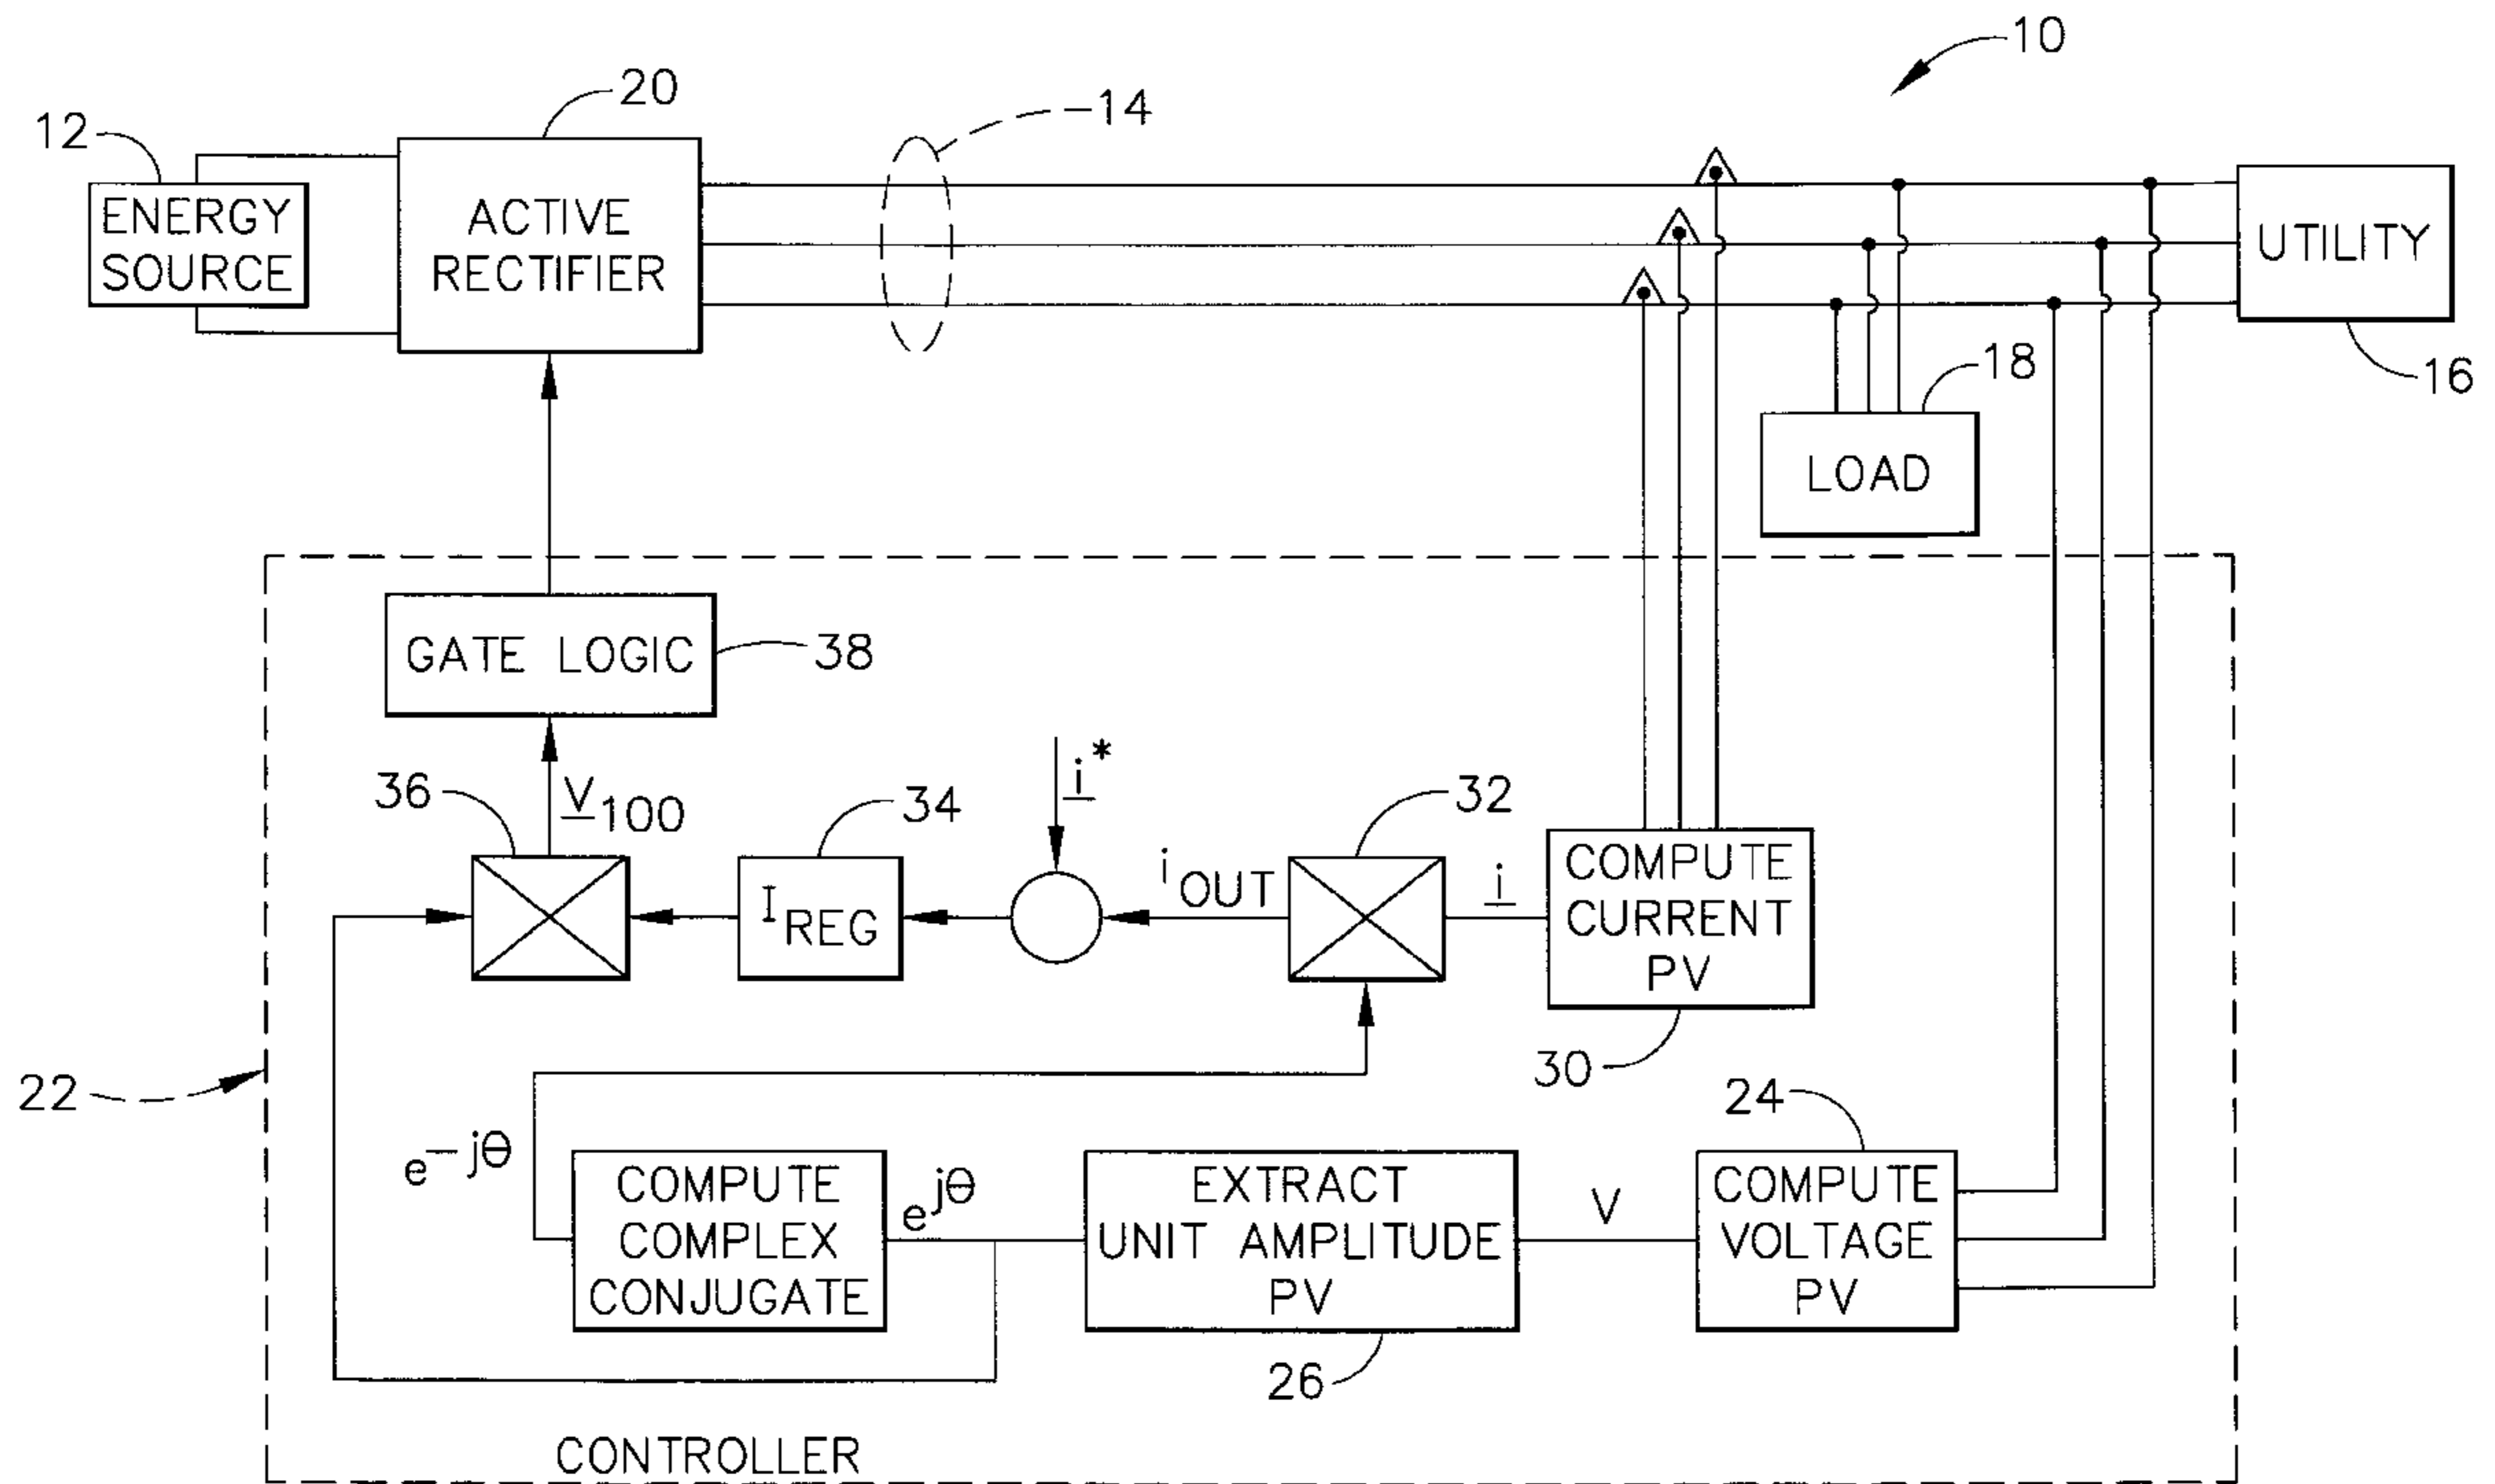 10
20
-14
12
ENERGY
SOURCE
ACTIVE
RECTIFIER
UTILITY
16
18
LOAD
GATE LOGIC
38
36
V100
34
i*
32
IREG
iOUT
i
COMPUTE
CURRENT
PV
30
22
24
e-jθ
COMPUTE
COMPLEX
CONJUGATE
ejθ
EXTRACT
UNIT AMPLITUDE
PV
V
COMPUTE
VOLTAGE
PV
26
CONTROLLER